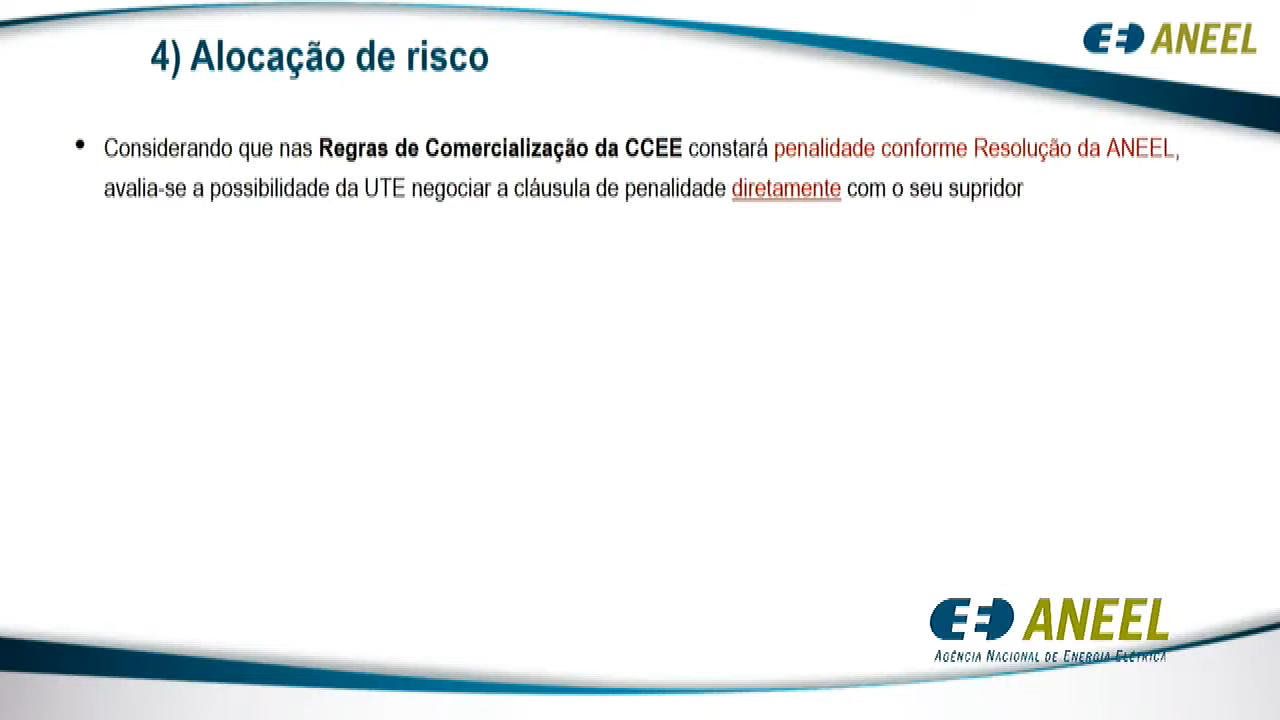 4) Alocação de risco
ANEEL
• Considerando que nas Regras de Comercialização da CCEE constará penalidade conforme Resolução da ANEEL,
avalia-se a possibilidade da UTE negociar a cláusula de penalidade diretamente com o seu supridor
ANEEL
AGÊNCIA NACIONAL DE ENERGIA ELÉTRICA